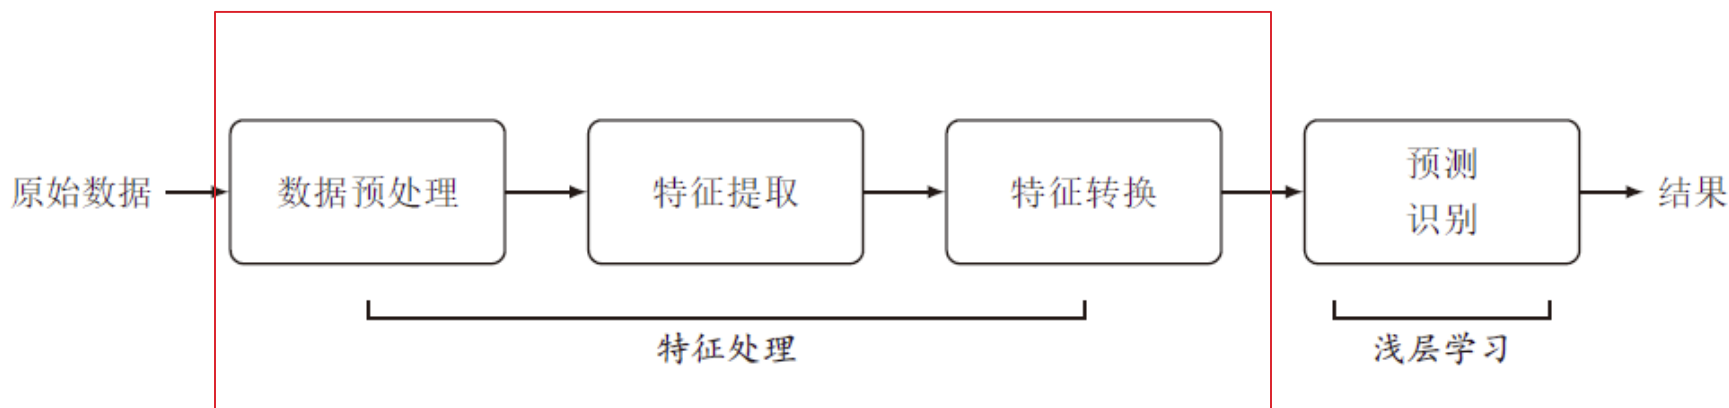 原始数据
数据预处理
特征提取
特征转换
预测
识别
结果
特征处理
浅层学习